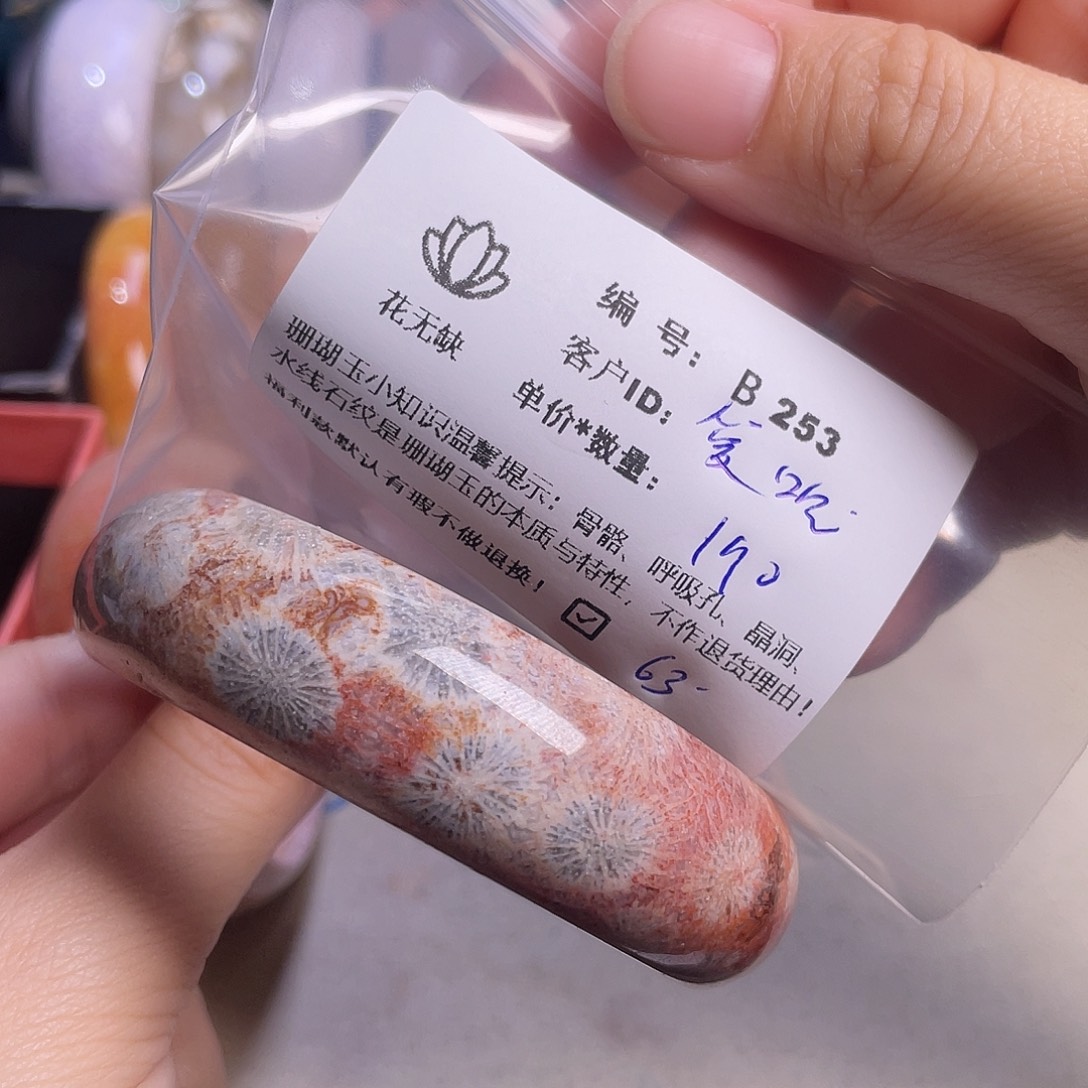 花无缺
编 号: B 253
客户ID:
单价*数量: 190
珊瑚玉小知识温馨提示: 骨骼、呼吸孔、晶洞、
水线石纹是珊瑚玉的本质与特性, 不作退货理由!
福利款默认有瑕不做退换! ☑
63-